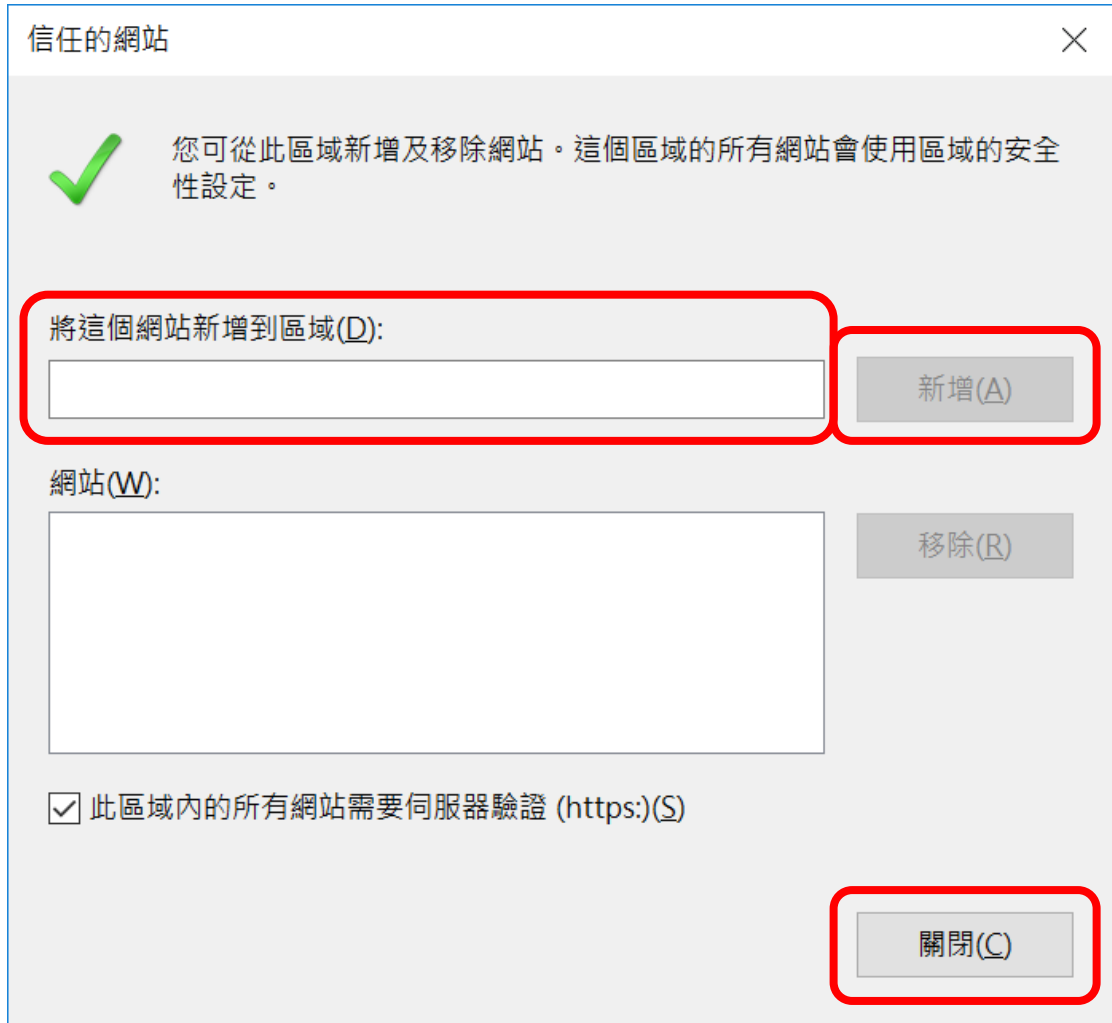 信任的網站
您可從此區域新增及移除網站。這個區域的所有網站會使用區域的安全
性設定。
將這個網站新增到區域(D):
新增(A)
網站(W):
移除(R)
此區域內的所有網站需要伺服器驗證 (https:)(S)
關閉(C)